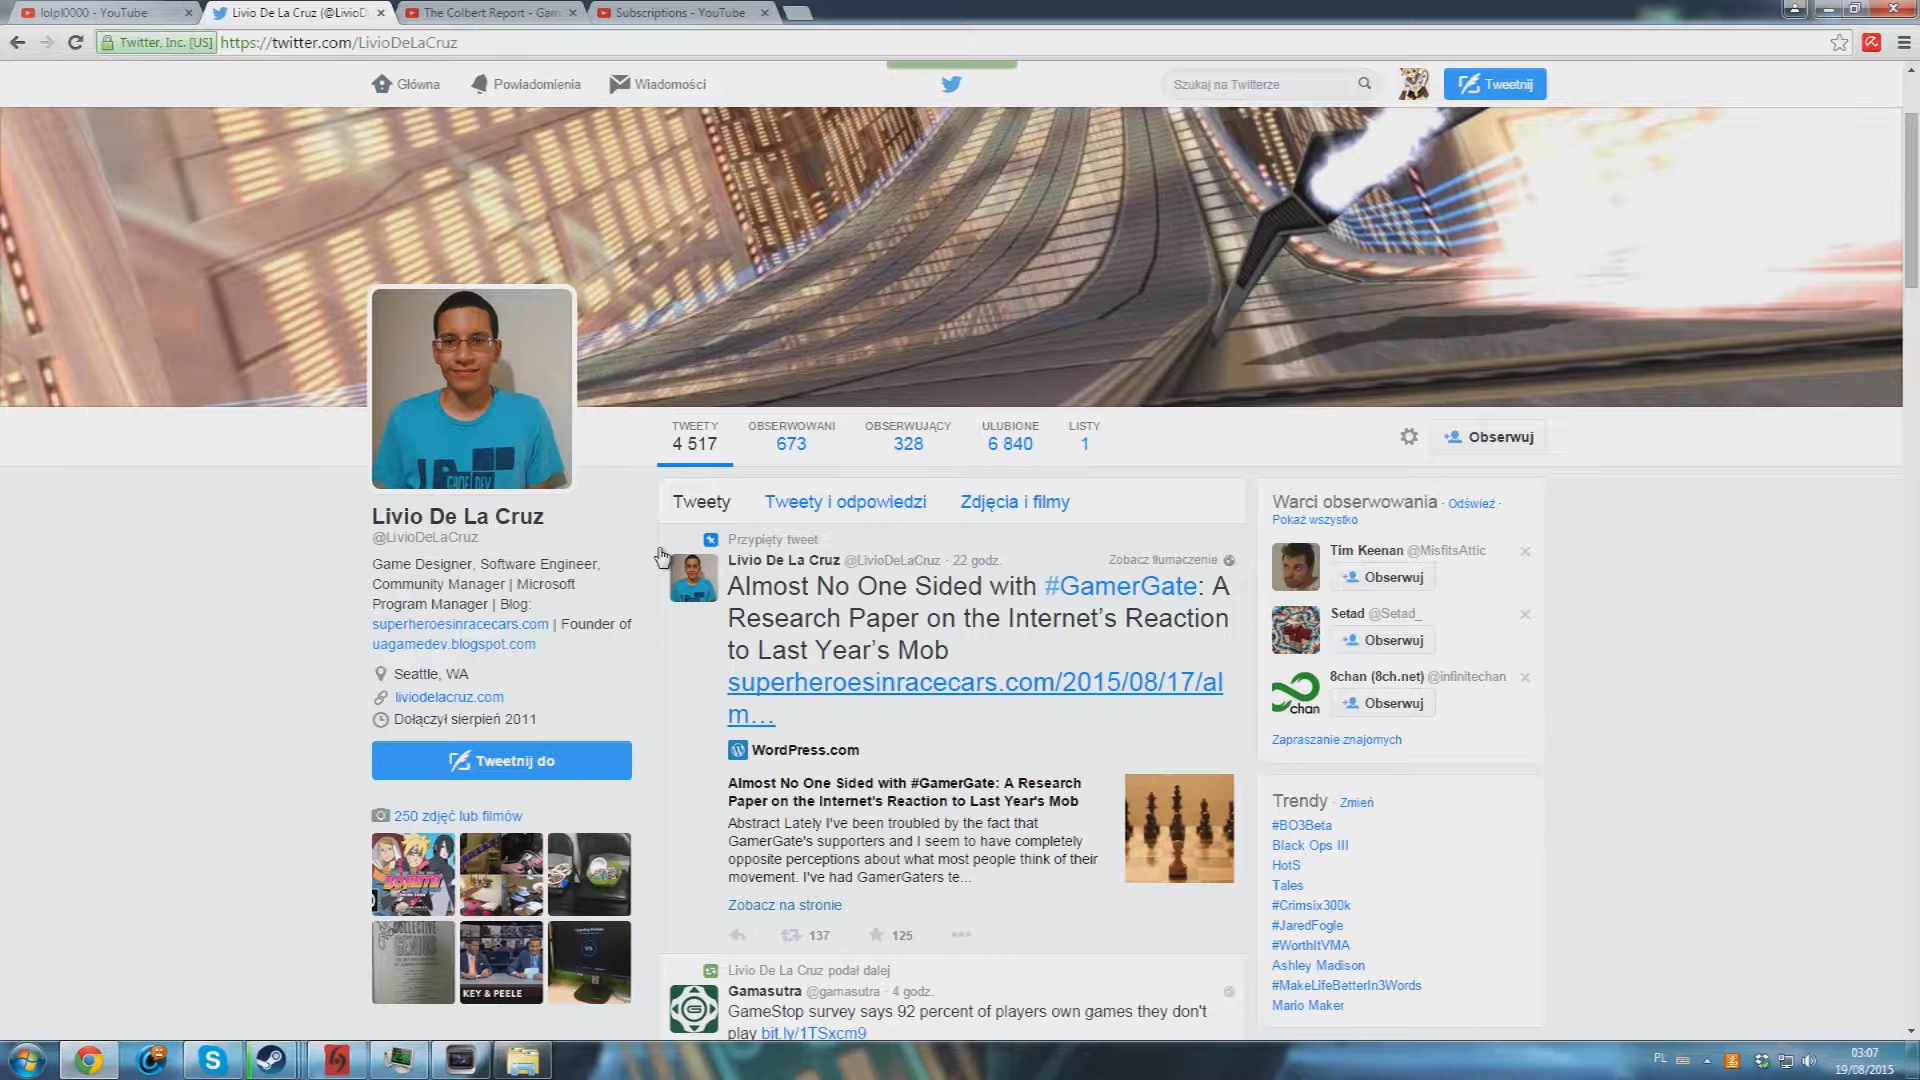 lolpl0000 - YouTube
Livio De La Cruz (@LivioD
The Colbert Report - Gam
Subscriptions - YouTube
Twitter, Inc. [US]
https://twitter.com/LivioDeLaCruz
Główna
Powiadomienia
Wiadomości
Szukaj na Twitterze
Tweetnij
TWEETY
4 517
OBSERWOWANI
673
OBSERWUJĄCY
328
ULUBIONE
6 840
LISTY
1
Obserwuj
GAME DEV
Livio De La Cruz
@LivioDeLaCruz
Game Designer, Software Engineer,
Community Manager | Microsoft
Program Manager | Blog:
superheroesinracecars.com | Founder of
uagamedev.blogspot.com
Seattle, WA
liviodelacruz.com
Dołączył sierpień 2011
Tweetnij do
250 zdjęć lub filmów
BORUTO
COLLECTIVE
GENIUS
KEY & PEELE
Tweety
Tweety i odpowiedzi
Zdjęcia i filmy
Przypięty tweet
Livio De La Cruz @LivioDeLaCruz · 22 godz.
Zobacz tłumaczenie
Almost No One Sided with #GamerGate: A
Research Paper on the Internet's Reaction
to Last Year's Mob
superheroesinracecars.com/2015/08/17/al
m…
WordPress.com
Almost No One Sided with #GamerGate: A Research
Paper on the Internet's Reaction to Last Year's Mob
Abstract Lately I've been troubled by the fact that
GamerGate's supporters and I seem to have completely
opposite perceptions about what most people think of their
movement. I've had GamerGaters te...
Zobacz na stronie
137
125
Livio De La Cruz podał dalej
Gamasutra @gamasutra · 4 godz.
GameStop survey says 92 percent of players own games they don't
play bit.ly/1TSxcm9
Warci obserwowania · Odśwież ·
Pokaż wszystko
Tim Keenan @MisfitsAttic
Obserwuj
Setad @Setad_
Obserwuj
8chan (8ch.net) @infinitechan
chan
Obserwuj
Zapraszanie znajomych
Trendy · Zmień
#BO3Beta
Black Ops III
HotS
Tales
#Crimsix300k
#JaredFogle
#WorthItVMA
Ashley Madison
#MakeLifeBetterIn3Words
Mario Maker
PL
03:07
19/08/2015